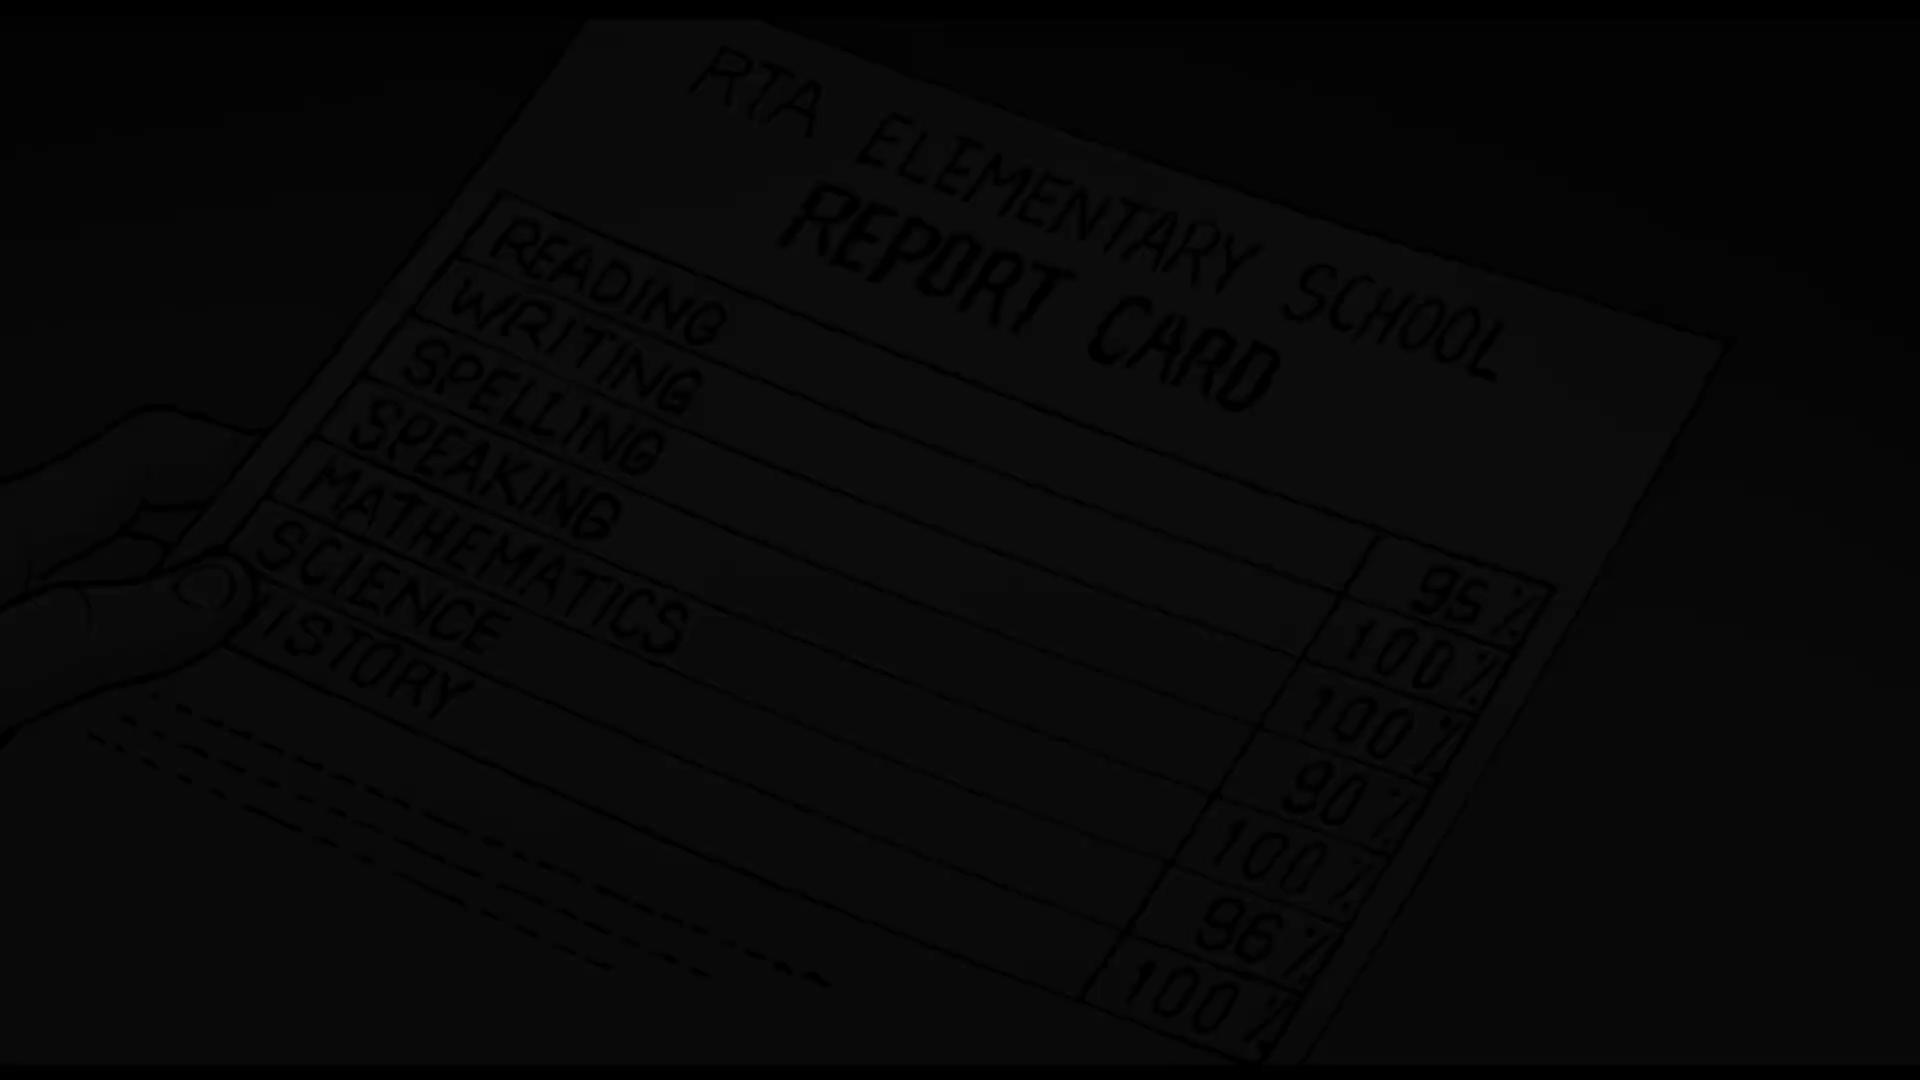 RTA ELEMENTARY SCHOOL
REPORT CARD
READING 95 %
WRITING 100 %
SPELLING 100 %
SPEAKING 90 %
MATHEMATICS 100 %
SCIENCE 96 %
ISTORY 100 %